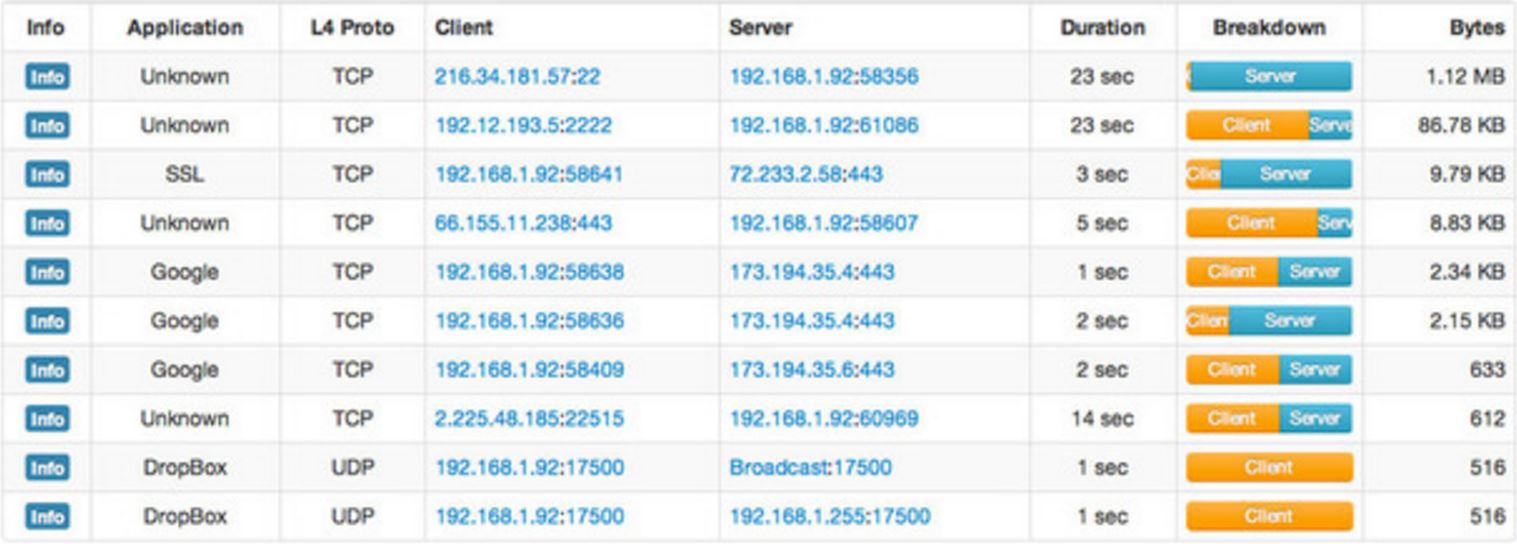 Info Application L4 Proto Client Server Duration Breakdown Bytes
Info Unknown TCP 216.34.181.57:22 192.168.1.92:58356 23 sec Server 1.12 MB
Info Unknown TCP 192.12.193.5:2222 192.168.1.92:61086 23 sec Client Serve 86.78 KB
Info SSL TCP 192.168.1.92:58641 72.233.2.58:443 3 sec Clie Server 9.79 KB
Info Unknown TCP 66.155.11.238:443 192.168.1.92:58607 5 sec Client Serv 8.83 KB
Info Google TCP 192.168.1.92:58638 173.194.35.4:443 1 sec Client Server 2.34 KB
Info Google TCP 192.168.1.92:58636 173.194.35.4:443 2 sec Clien Server 2.15 KB
Info Google TCP 192.168.1.92:58409 173.194.35.6:443 2 sec Client Server 633
Info Unknown TCP 2.225.48.185:22515 192.168.1.92:60969 14 sec Client Server 612
Info DropBox UDP 192.168.1.92:17500 Broadcast:17500 1 sec Client 516
Info DropBox UDP 192.168.1.92:17500 192.168.1.255:17500 1 sec Client 516